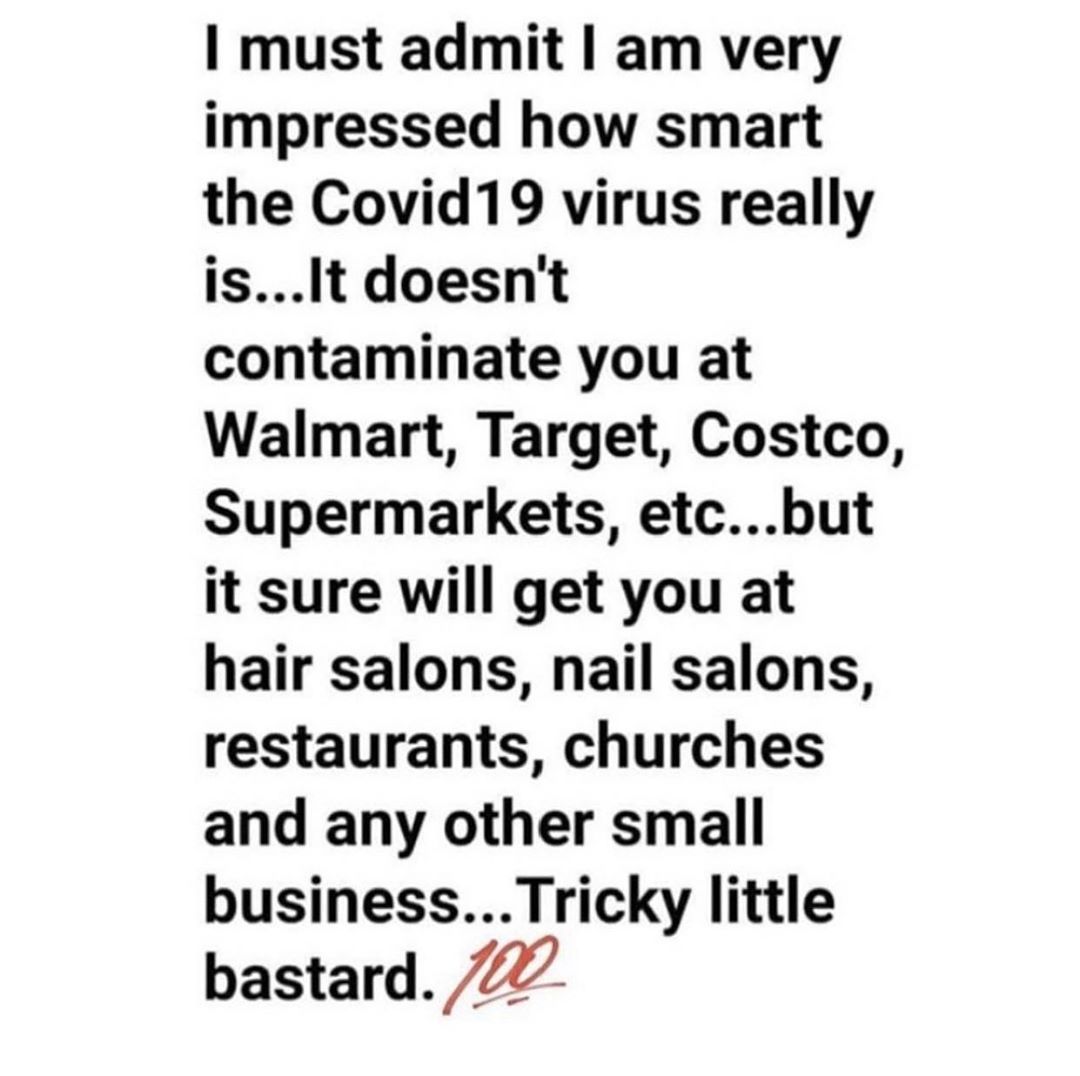 I must admit I am very
impressed how smart
the Covid19 virus really
is...It doesn't
contaminate you at
Walmart, Target, Costco,
Supermarkets, etc...but
it sure will get you at
hair salons, nail salons,
restaurants, churches
and any other small
business...Tricky little
bastard. 💯